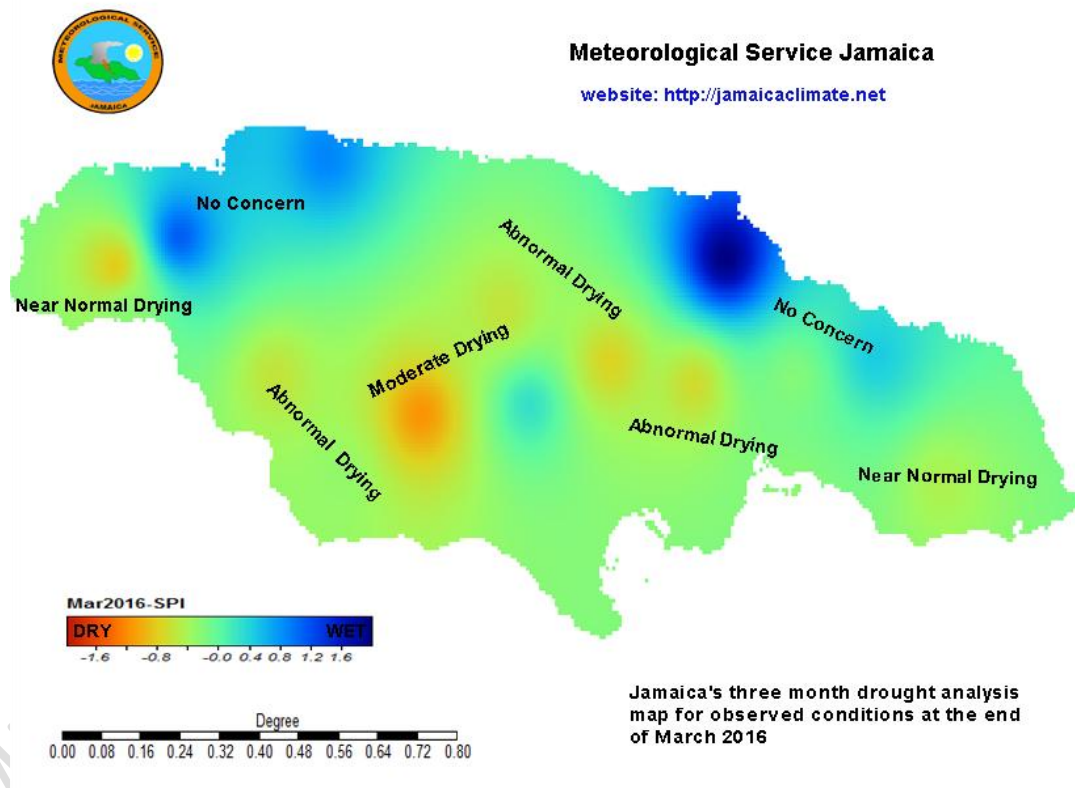 METEOROLOGICAL SERVICE
JAMAICA
Meteorological Service Jamaica
website: http://jamaicaclimate.net
No Concern
Abnormal Drying
Near Normal Drying
No Concern
Moderate Drying
Abnormal Drying
Abnormal Drying
Near Normal Drying
Mar2016-SPI
DRY WET
-1.6 -0.8 -0.0 0.4 0.8 1.2 1.6
Degree
0.00 0.08 0.16 0.24 0.32 0.40 0.48 0.56 0.64 0.72 0.80
Jamaica's three month drought analysis
map for observed conditions at the end
of March 2016